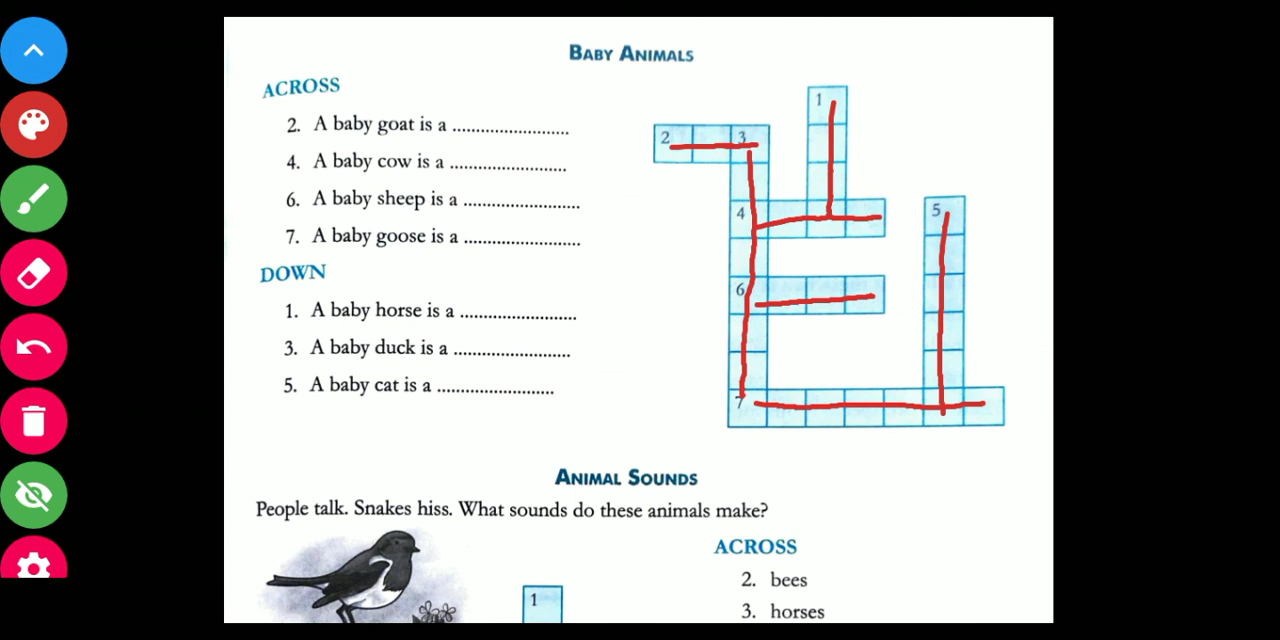 BABY ANIMALS
ACROSS
2. A baby goat is a ........................
4. A baby cow is a ........................
6. A baby sheep is a ........................
7. A baby goose is a ........................
DOWN
1. A baby horse is a ........................
3. A baby duck is a ........................
5. A baby cat is a ........................
1
2 3
4 5
6
7
ANIMAL SOUNDS
People talk. Snakes hiss. What sounds do these animals make?
ACROSS
2. bees
3. horses
1